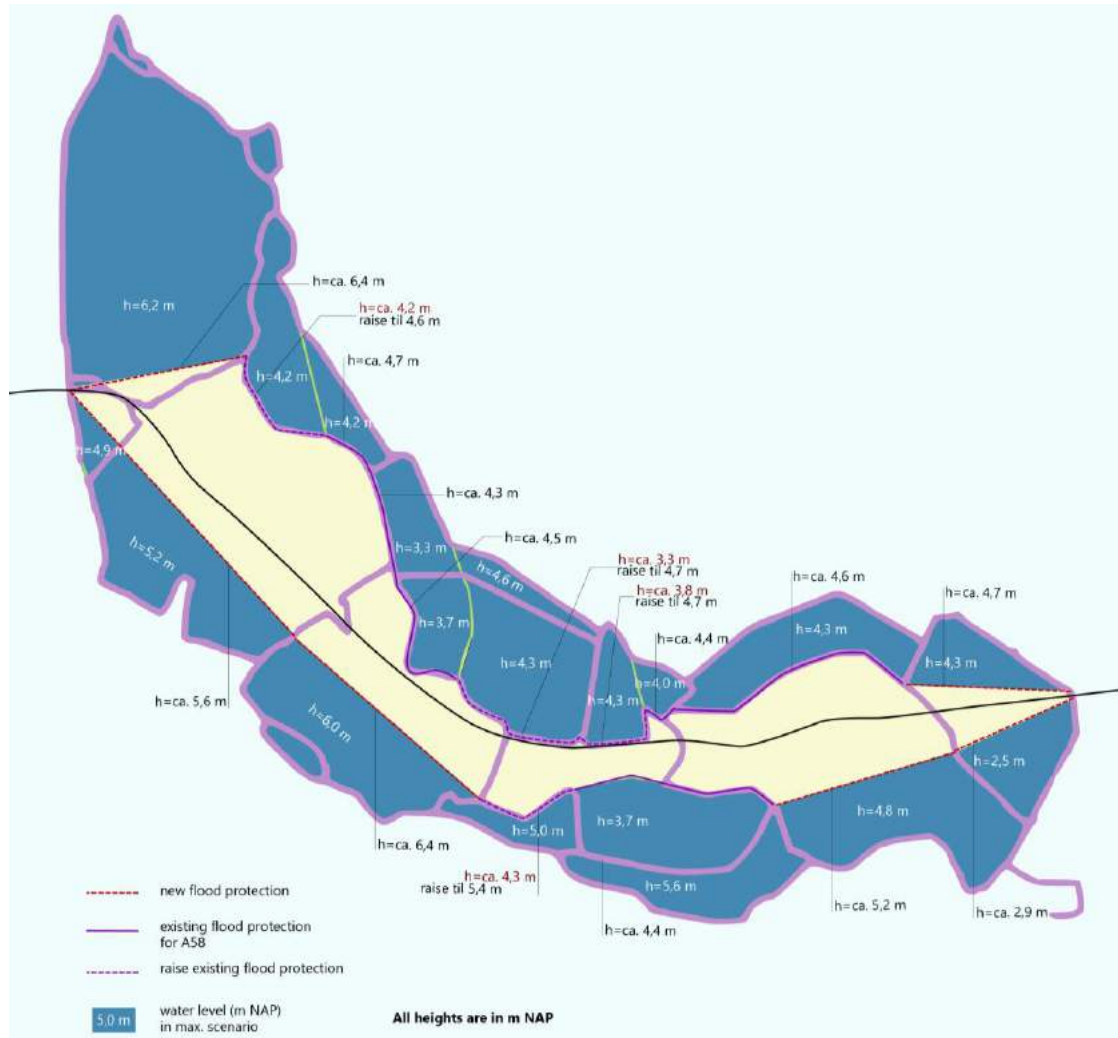 h=ca. 6,4 m
h=6,2 m
h=ca. 4,2 m
raise til 4,6 m
h=ca. 4,7 m
h=4,2 m
h=4,2 m
h=4,9 m
h=ca. 4,3 m
h=ca. 4,5 m
h=5,2 m
h=3,3 m
h=4,6 m
h=ca. 3,3 m
raise til 4,7 m
h=ca. 3,8 m
raise til 4,7 m
h=ca. 4,6 m
h=ca. 4,7 m
h=3,7 m
h=ca. 4,4 m
h=4,3 m
h=4,3 m
h=4,3 m
h=4,0 m
h=4,3 m
h=ca. 5,6 m
h=6,0 m
h=2,5 m
h=4,8 m
h=3,7 m
h=5,0 m
h=ca. 6,4 m
h=ca. 4,3 m
raise til 5,4 m
h=5,6 m
h=ca. 4,4 m
h=ca. 5,2 m
h=ca. 2,9 m
new flood protection
existing flood protection
for A58
raise existing flood protection
5,0 m
water level (m NAP)
in max. scenario
All heights are in m NAP